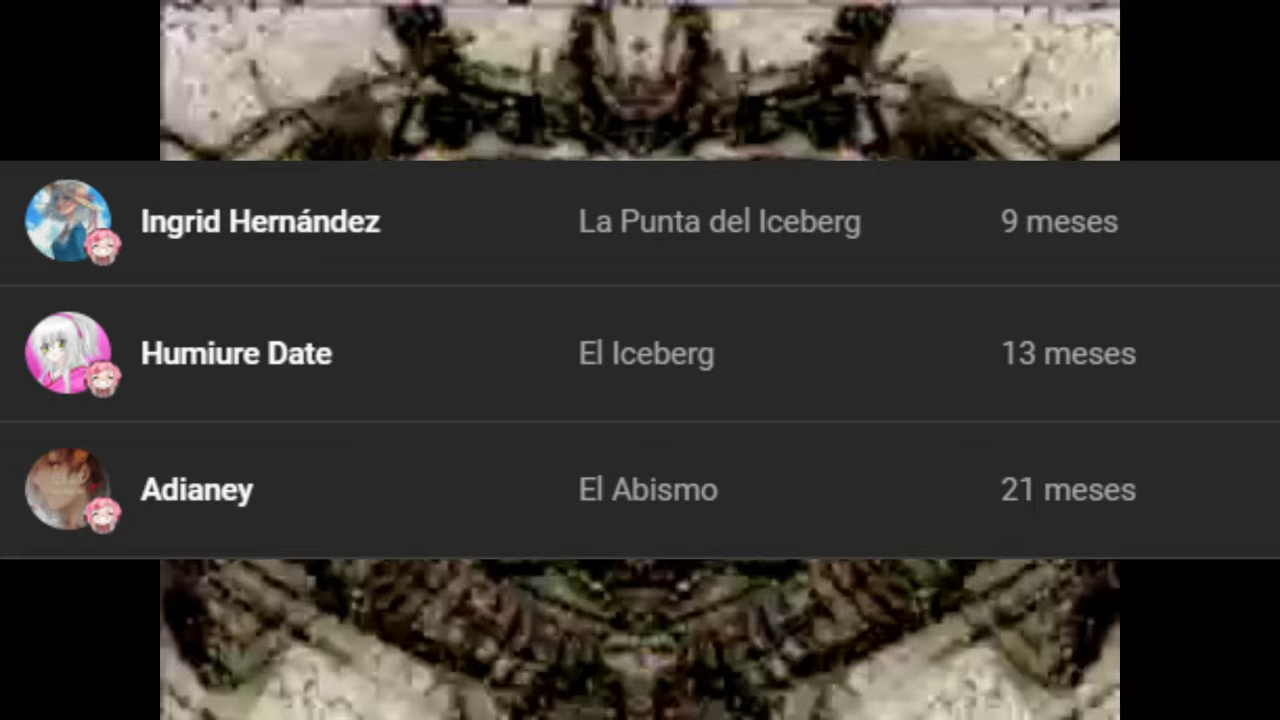 Ingrid Hernández La Punta del Iceberg 9 meses
Humiure Date El Iceberg 13 meses
Adianey El Abismo 21 meses